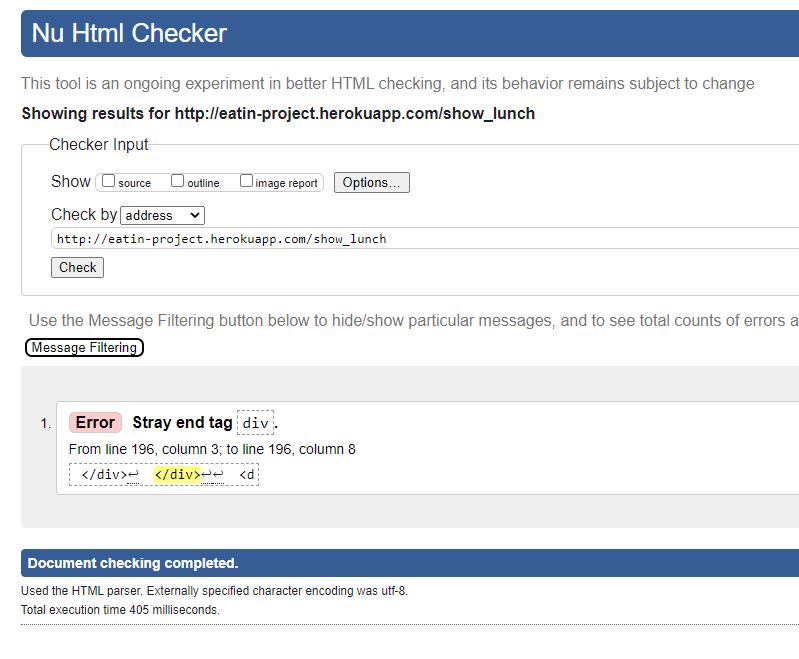 Nu Html Checker
This tool is an ongoing experiment in better HTML checking, and its behavior remains subject to change
Showing results for http://eatin-project.herokuapp.com/show_lunch
Checker Input
Show source outline image report Options...
Check by address
http://eatin-project.herokuapp.com/show_lunch
Check
Use the Message Filtering button below to hide/show particular messages, and to see total counts of errors a
Message Filtering
1. Error Stray end tag div.
From line 196, column 3; to line 196, column 8
</div>↩ </div>↩↩ <d
Document checking completed.
Used the HTML parser. Externally specified character encoding was utf-8.
Total execution time 405 milliseconds.